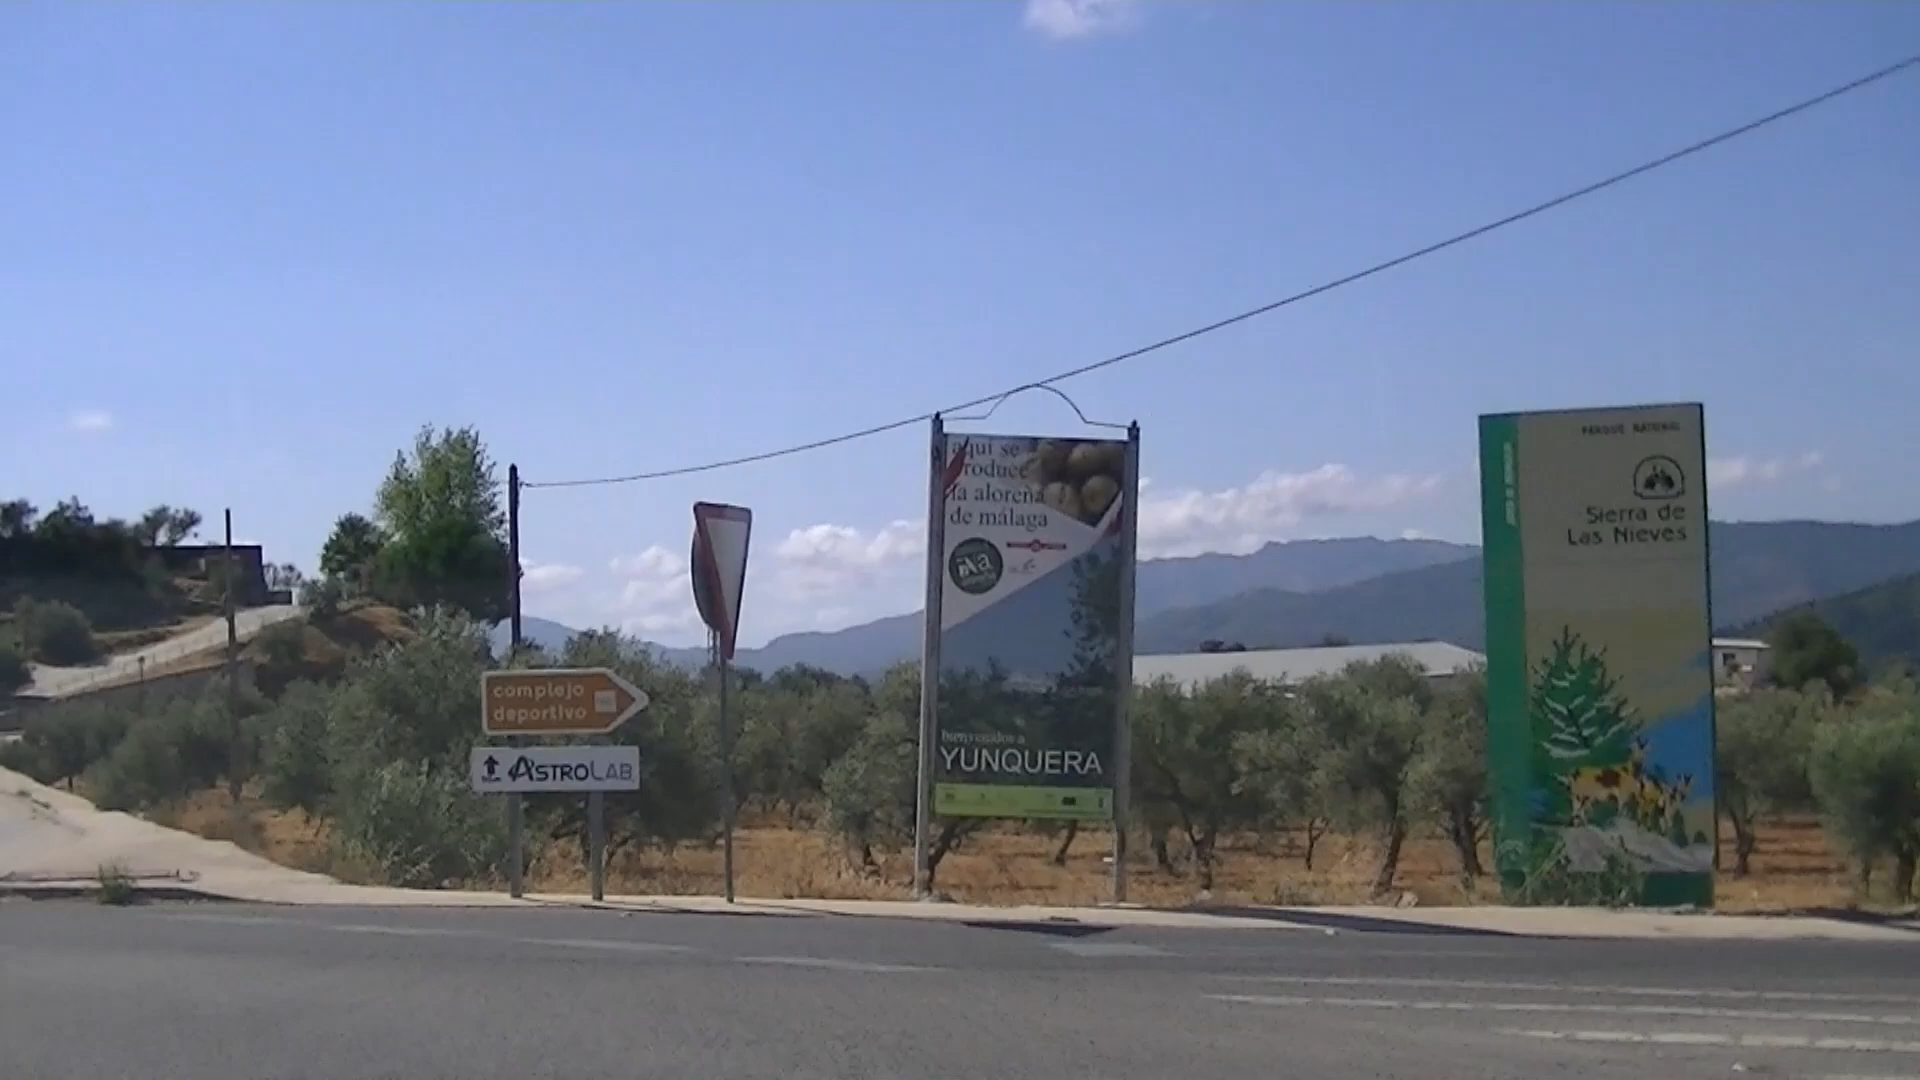 complejo
deportivo
ASTROLAB
aquí se
produce
la aloreña
de málaga
bienvenidos a
YUNQUERA
PARQUE NATURAL
Sierra de
Las Nieves